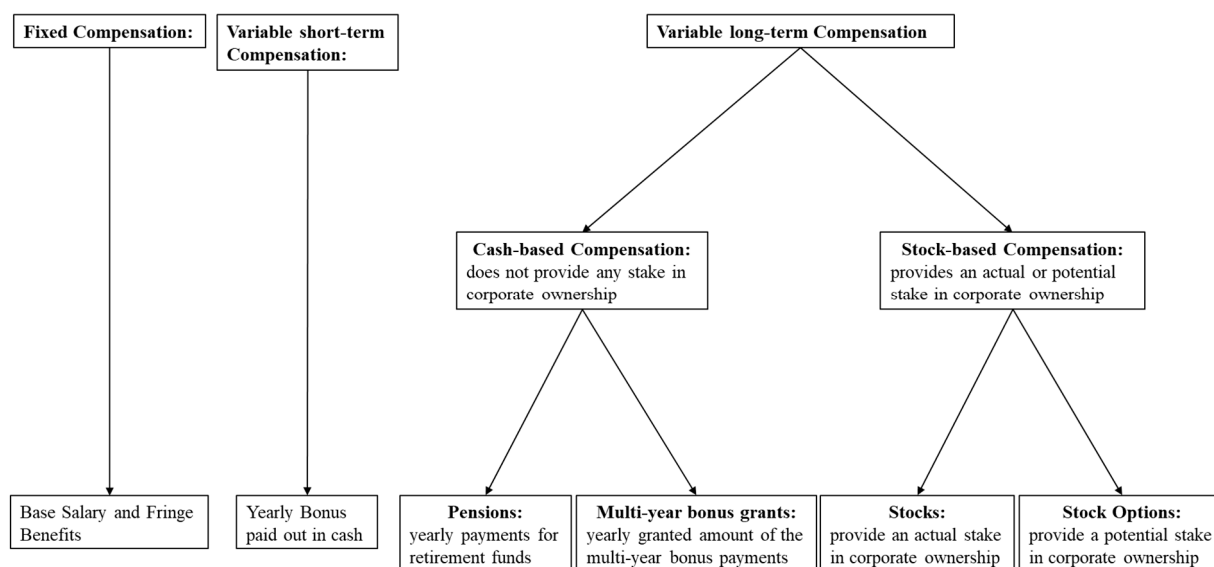 Fixed Compensation:
Variable short-term
Compensation:
Variable long-term Compensation
Cash-based Compensation:
does not provide any stake in
corporate ownership
Stock-based Compensation:
provides an actual or potential
stake in corporate ownership
Base Salary and Fringe
Benefits
Yearly Bonus
paid out in cash
Pensions:
yearly payments for
retirement funds
Multi-year bonus grants:
yearly granted amount of the
multi-year bonus payments
Stocks:
provide an actual stake
in corporate ownership
Stock Options:
provide a potential stake
in corporate ownership